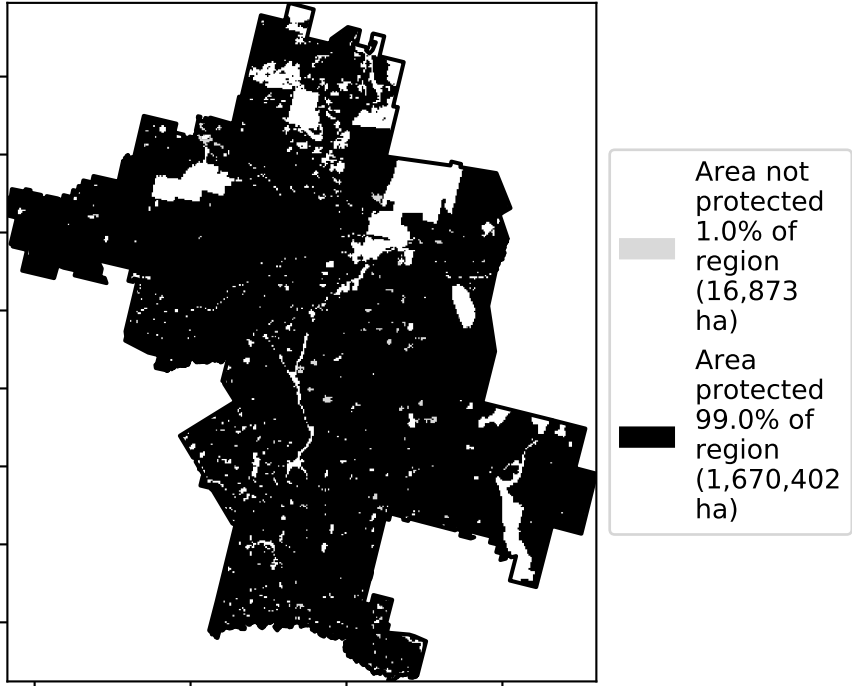 Area not
protected
1.0% of
region
(16,873
ha)
Area
protected
99.0% of
region
(1,670,402
ha)